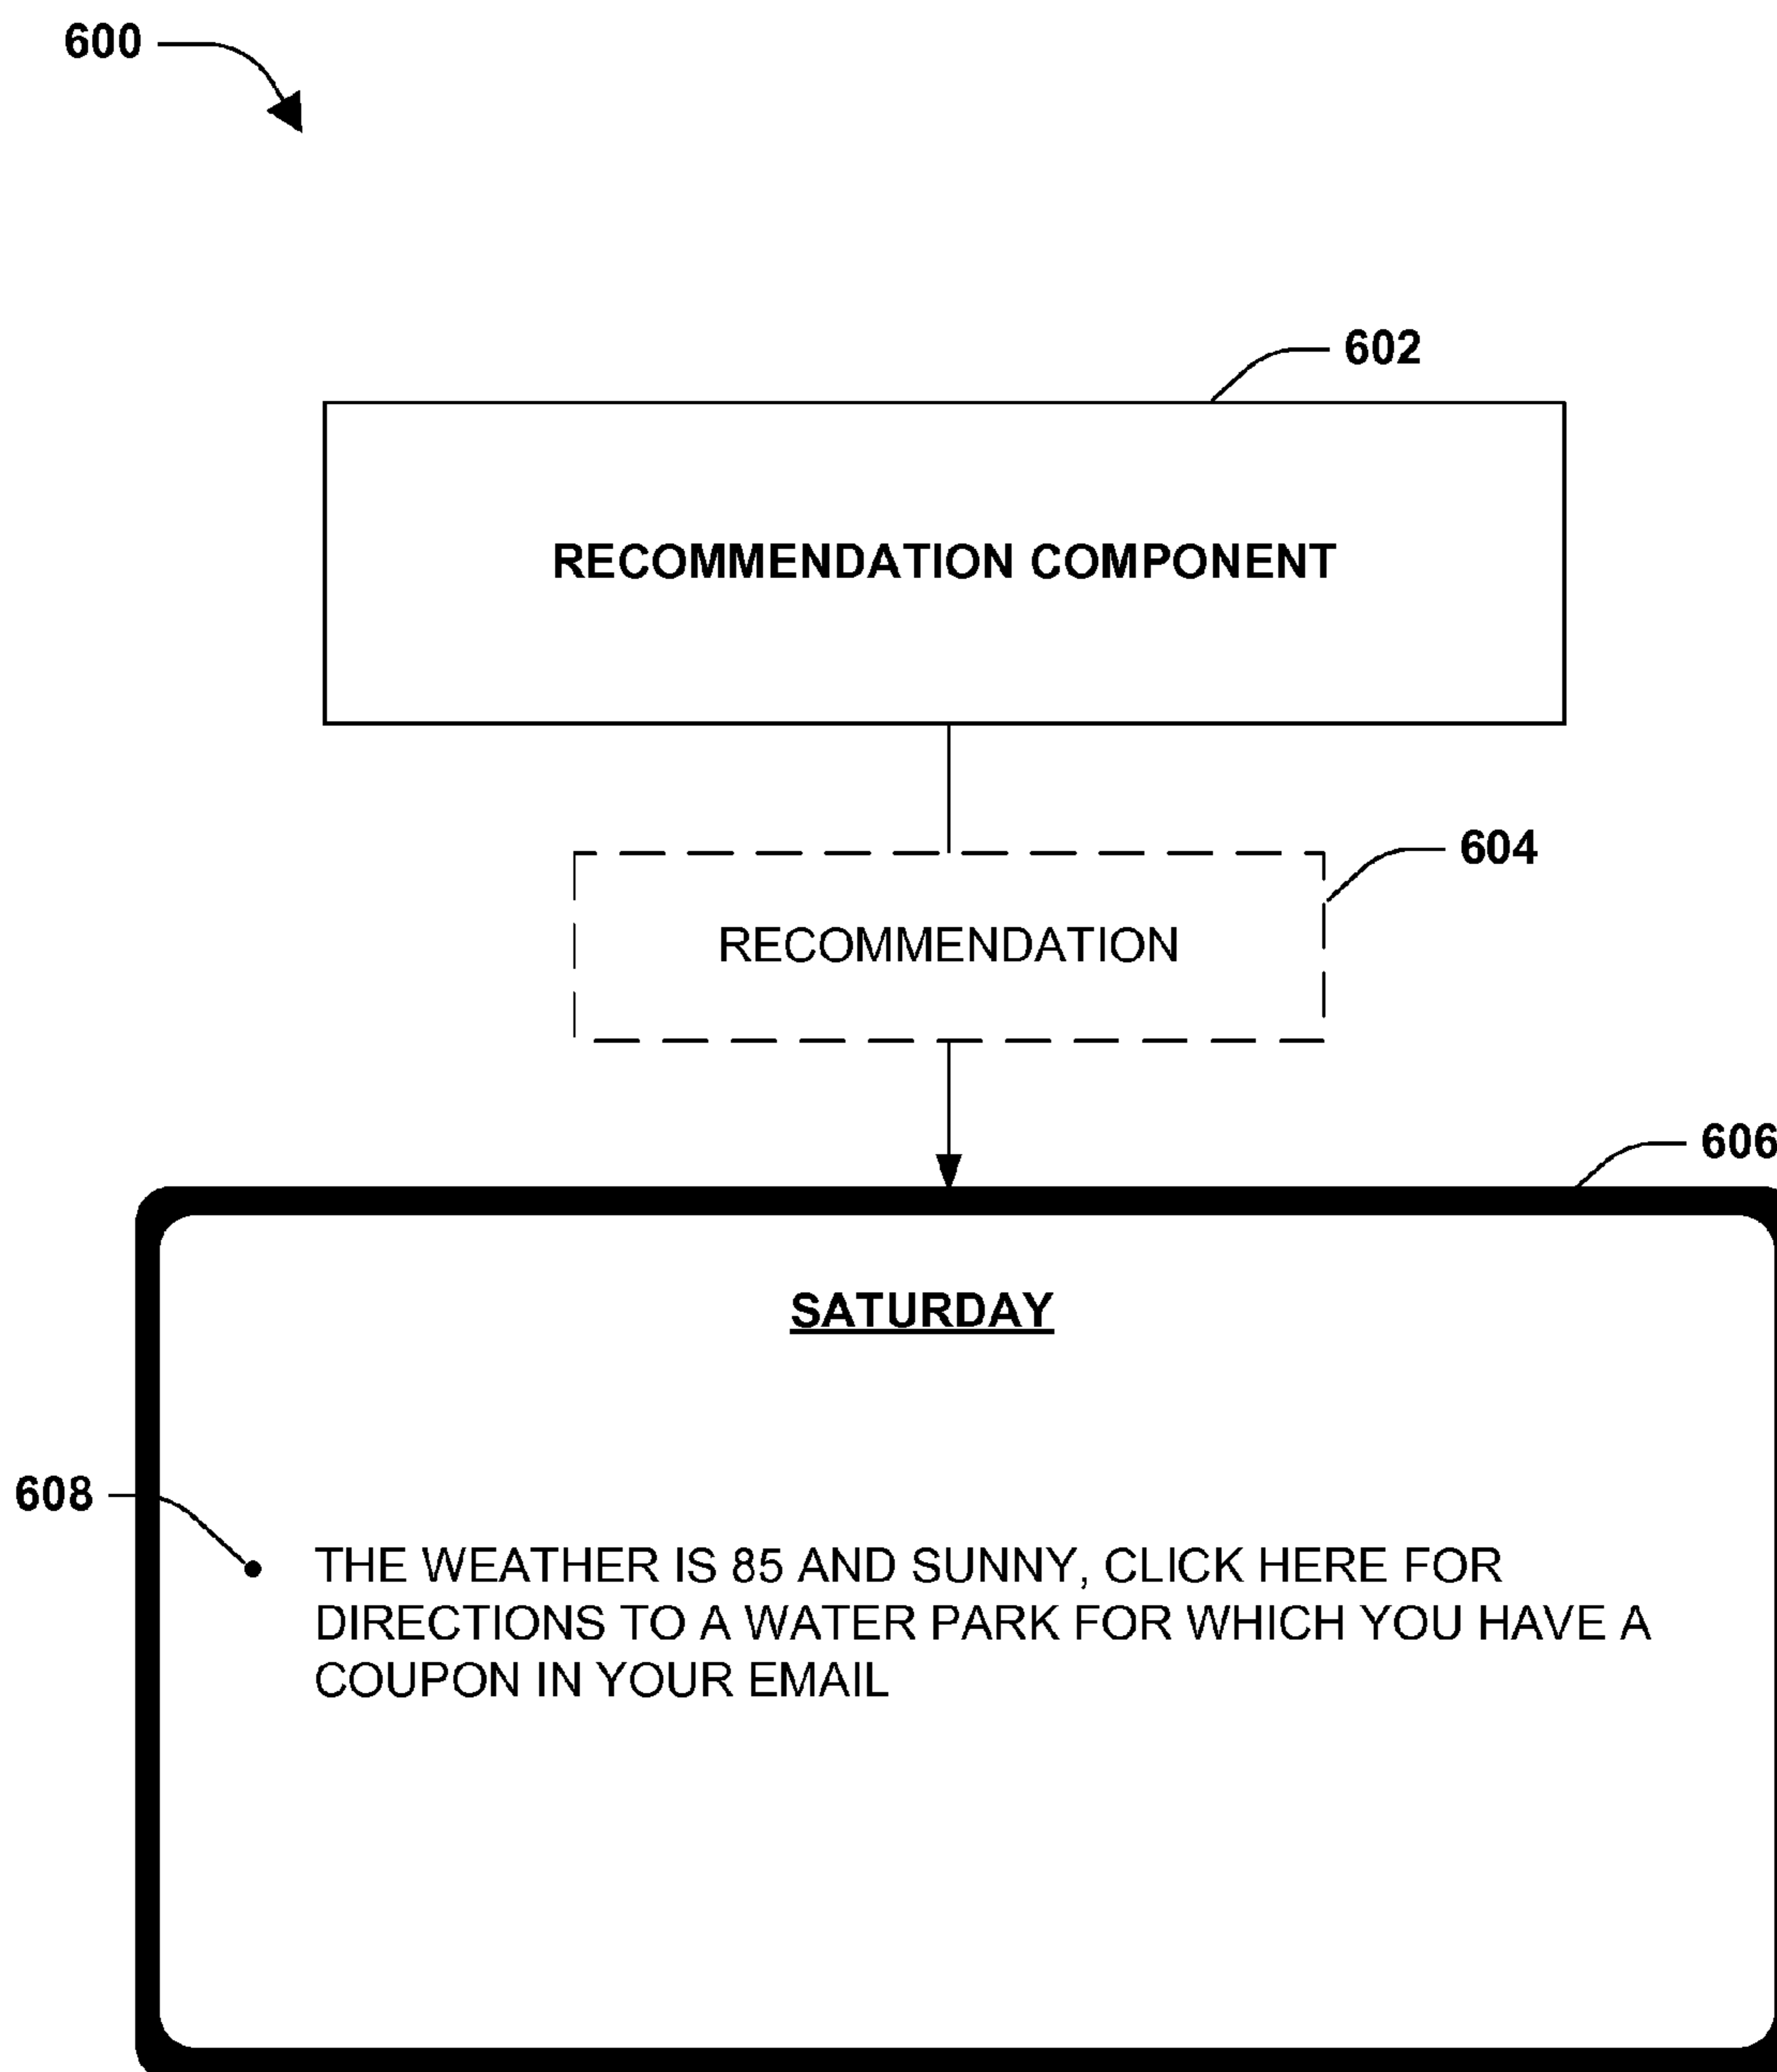 600
602
RECOMMENDATION COMPONENT
604
RECOMMENDATION
606
SATURDAY
608
THE WEATHER IS 85 AND SUNNY, CLICK HERE FOR
DIRECTIONS TO A WATER PARK FOR WHICH YOU HAVE A
COUPON IN YOUR EMAIL